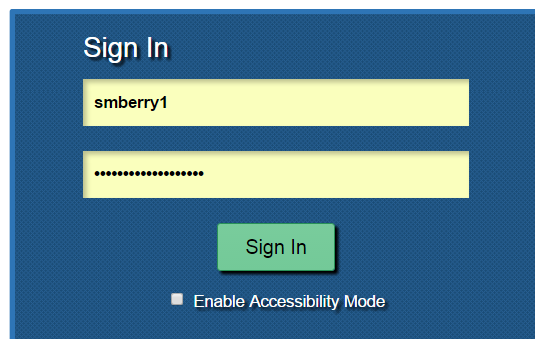 Sign In
smberry1
•••••••••••••••••••
Sign In
Enable Accessibility Mode